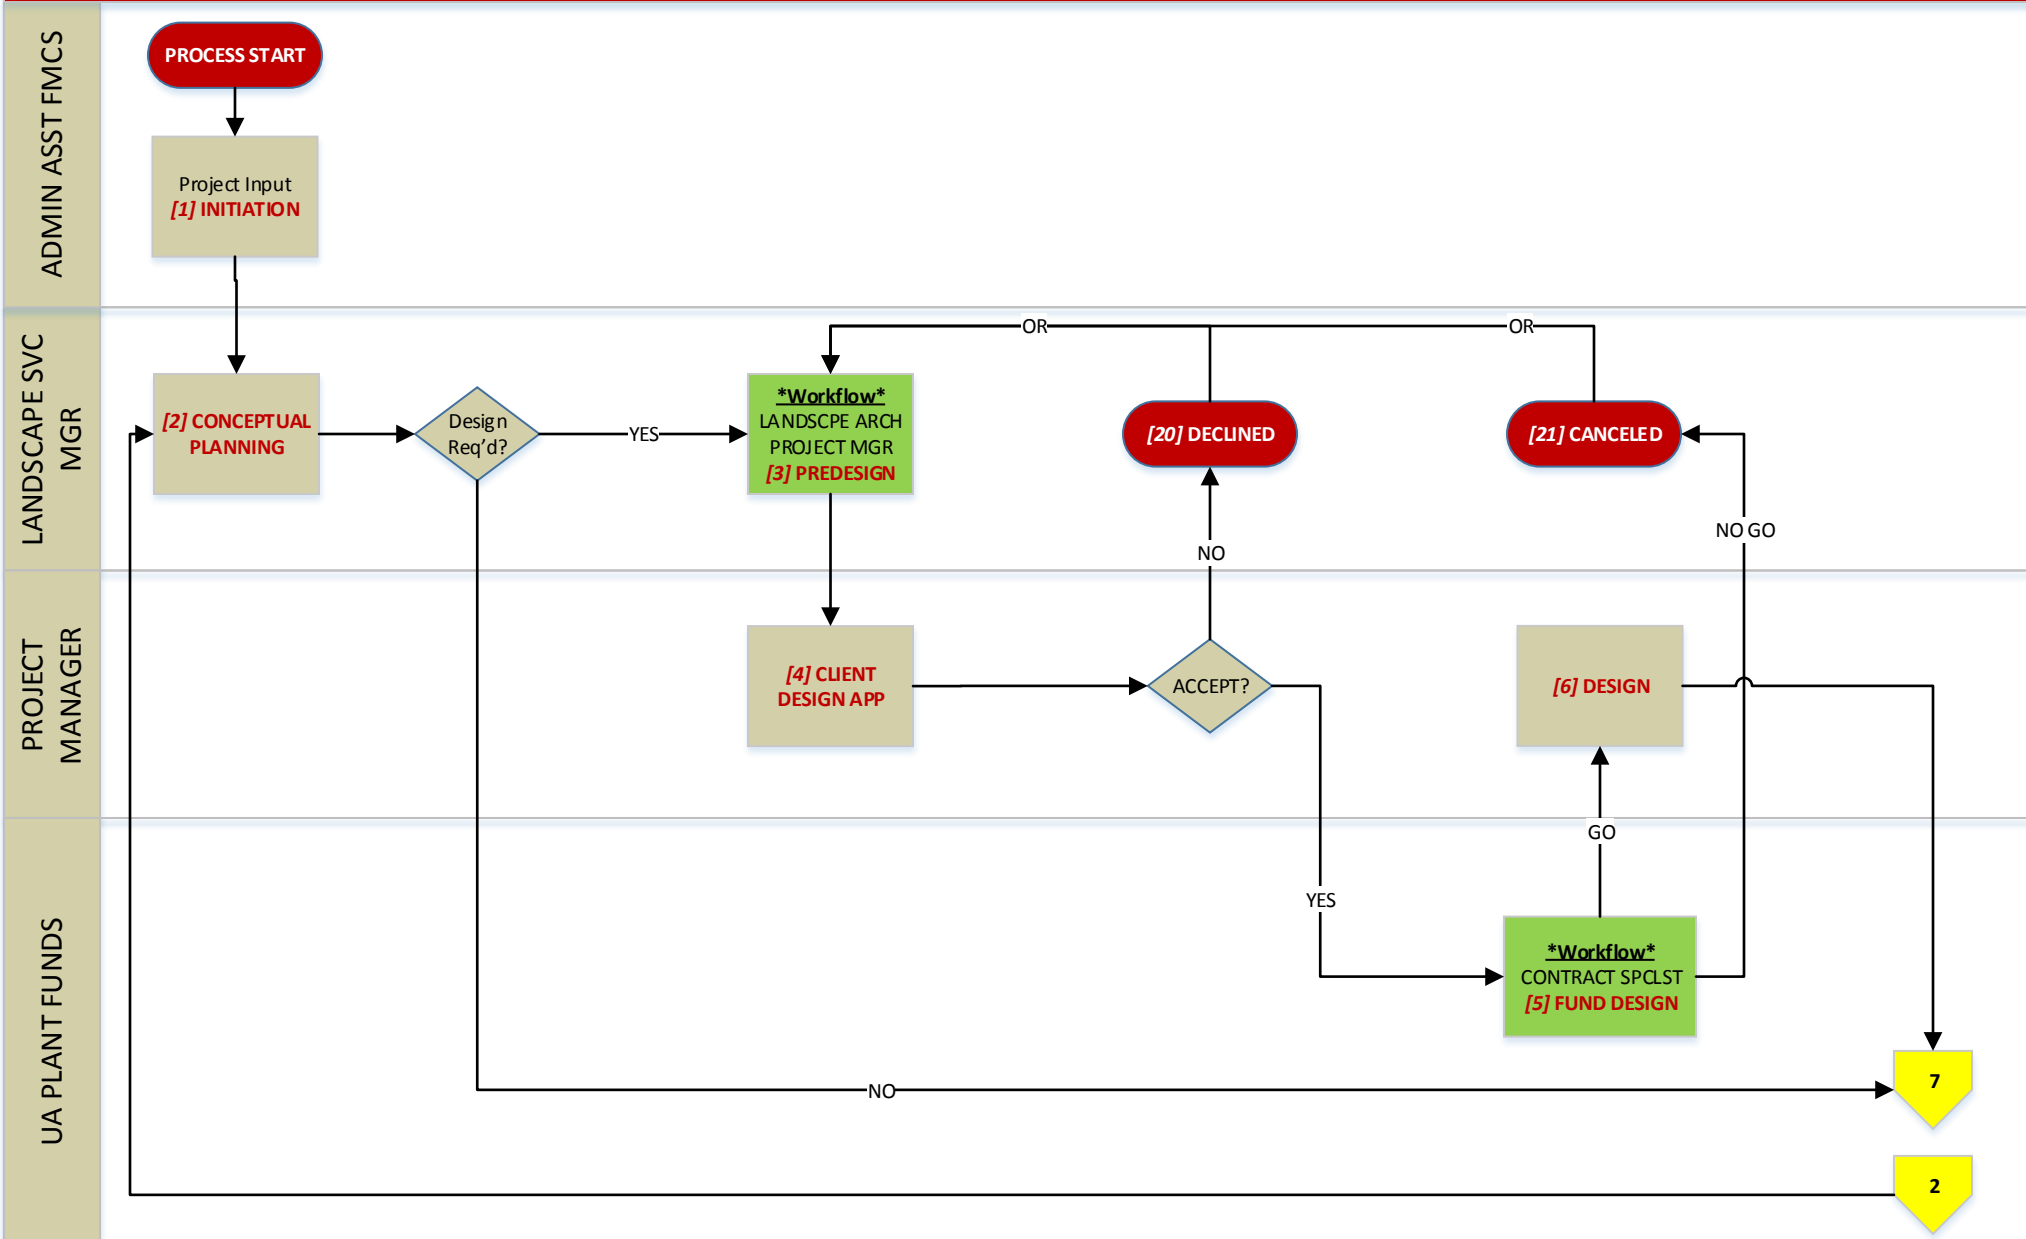 ADMIN ASST FMCS
PROCESS START
Project Input
[1] INITIATION
LANDSCAPE SVC
MGR
OR
OR
[2] CONCEPTUAL
PLANNING
Design
Req'd?
YES
*Workflow*
LANDSCPE ARCH
PROJECT MGR
[3] PREDESIGN
[20] DECLINED
[21] CANCELED
NO GO
NO
PROJECT
MANAGER
[4] CLIENT
DESIGN APP
ACCEPT?
[6] DESIGN
UA PLANT FUNDS
GO
YES
*Workflow*
CONTRACT SPCLST
[5] FUND DESIGN
NO
7
2